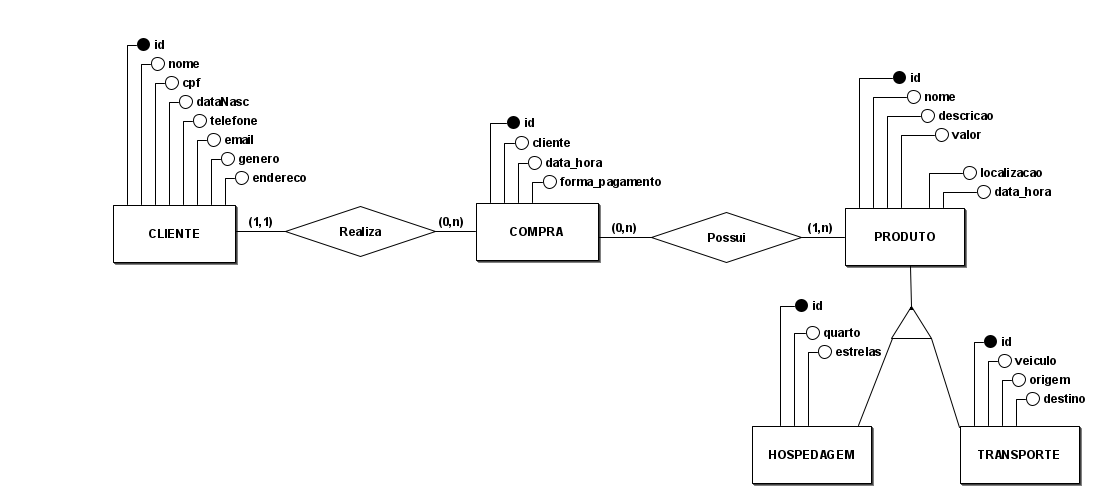 id
nome
cpf
dataNasc
telefone
email
genero
endereco
CLIENTE
(1,1)
Realiza
(0,n)
id
cliente
data_hora
forma_pagamento
COMPRA
(0,n)
Possui
(1,n)
id
nome
descricao
valor
localizacao
data_hora
PRODUTO
id
quarto
estrelas
HOSPEDAGEM
id
veiculo
origem
destino
TRANSPORTE